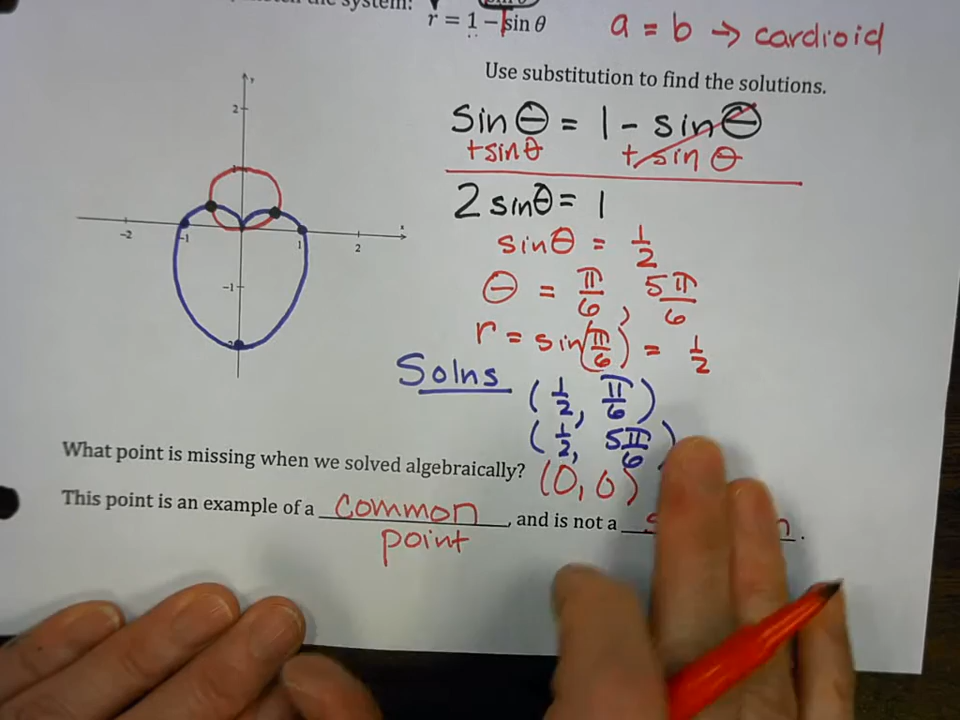 the system:
r = 1 − sin θ
a = b → cardioid
Use substitution to find the solutions.
sin θ = 1 − sin θ
+sin θ +sin θ
2 sin θ = 1
sin θ = 1/2
θ = π/6, 5π/6
r = sin(π/6) = 1/2
Solns
(1/2, π/6)
(1/2, 5π/6)
y
2
1
-2 -1 1 2 x
-1
What point is missing when we solved algebraically? (0, 0)
This point is an example of a common , and is not a
point